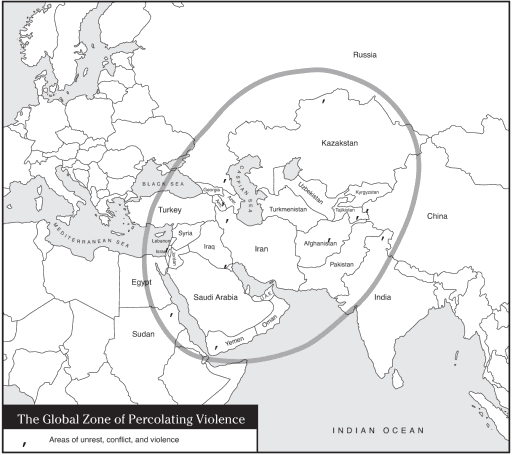 Russia
Kazakstan
BLACK SEA
CASPIAN SEA
Georgia
Uzbekistan
Kyrgyzstan
China
Turkey
Turkmenistan
Tajikistan
MEDITERRANEAN SEA
Syria
Lebanon
Iraq
Iran
Afghanistan
Israel
Jordan
Pakistan
Egypt
Saudi Arabia
U.A.E.
India
Oman
Sudan
Yemen
The Global Zone of Percolating Violence
Areas of unrest, conflict, and violence
INDIAN OCEAN